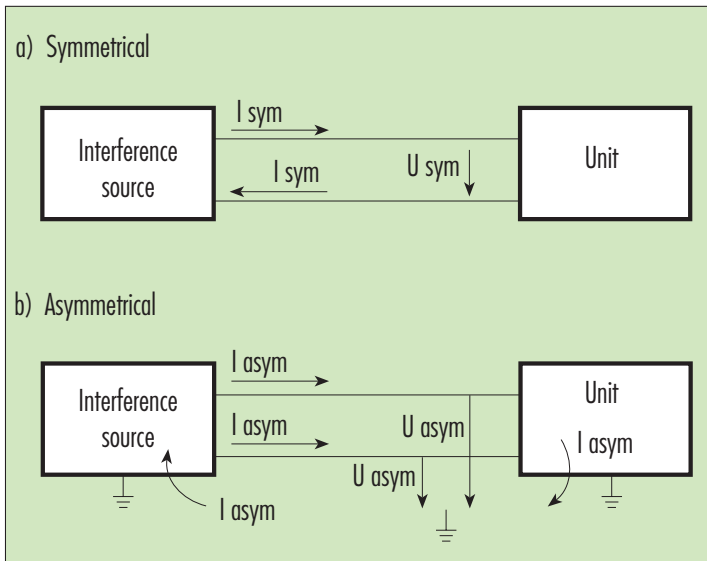 a) Symmetrical
I sym
Interference
source
Unit
I sym
U sym
b) Asymmetrical
I asym
Interference
source
Unit
I asym
U asym
I asym
U asym
I asym